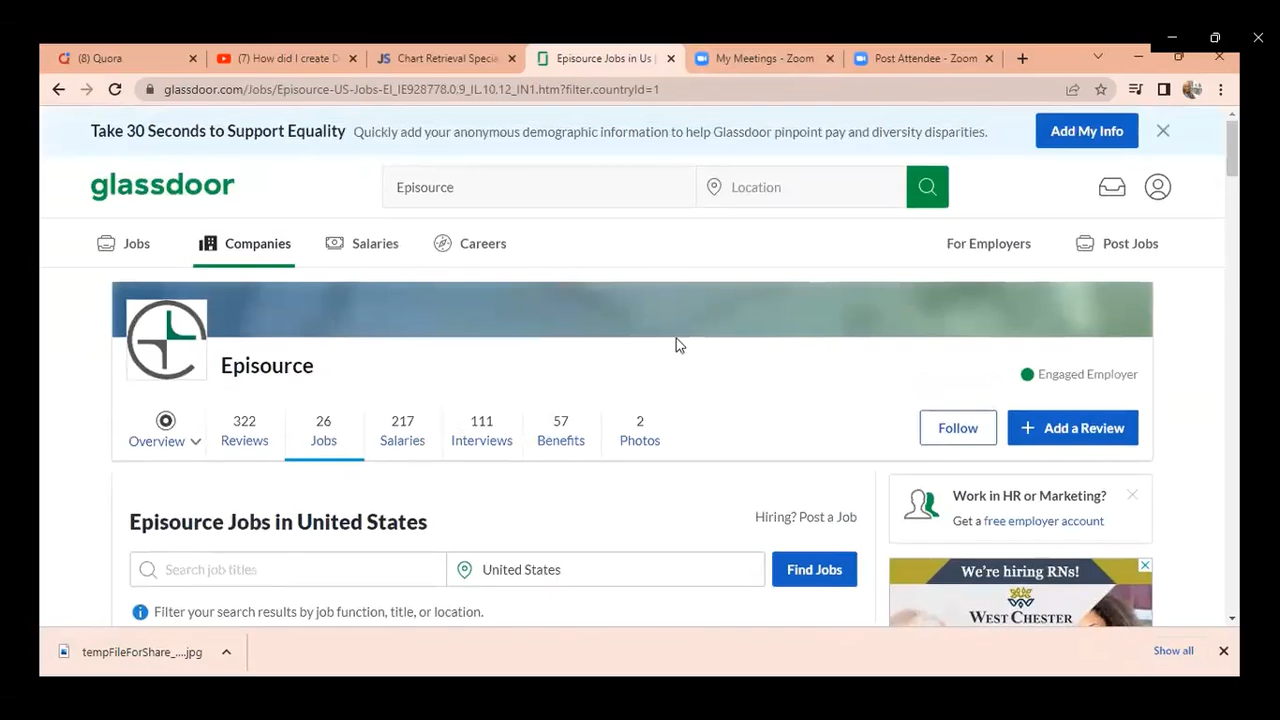 (8) Quora
(7) How did I create D
Chart Retrieval Specia
Episource Jobs in Us |
My Meetings - Zoom
Post Attendee - Zoom
glassdoor.com/Jobs/Episource-US-Jobs-EI_IE928778.0.9_IL.10.12_IN1.htm?filter.countryId=1
Take 30 Seconds to Support Equality Quickly add your anonymous demographic information to help Glassdoor pinpoint pay and diversity disparities.
Add My Info
glassdoor
Episource
Location
Jobs
Companies
Salaries
Careers
For Employers
Post Jobs
Episource
Engaged Employer
Overview
322
Reviews
26
Jobs
217
Salaries
111
Interviews
57
Benefits
2
Photos
Follow
+ Add a Review
Episource Jobs in United States
Hiring? Post a Job
Search job titles
United States
Find Jobs
Filter your search results by job function, title, or location.
Work in HR or Marketing?
Get a free employer account
We're hiring RNs!
WEST CHESTER
tempFileForShare_....jpg
Show all